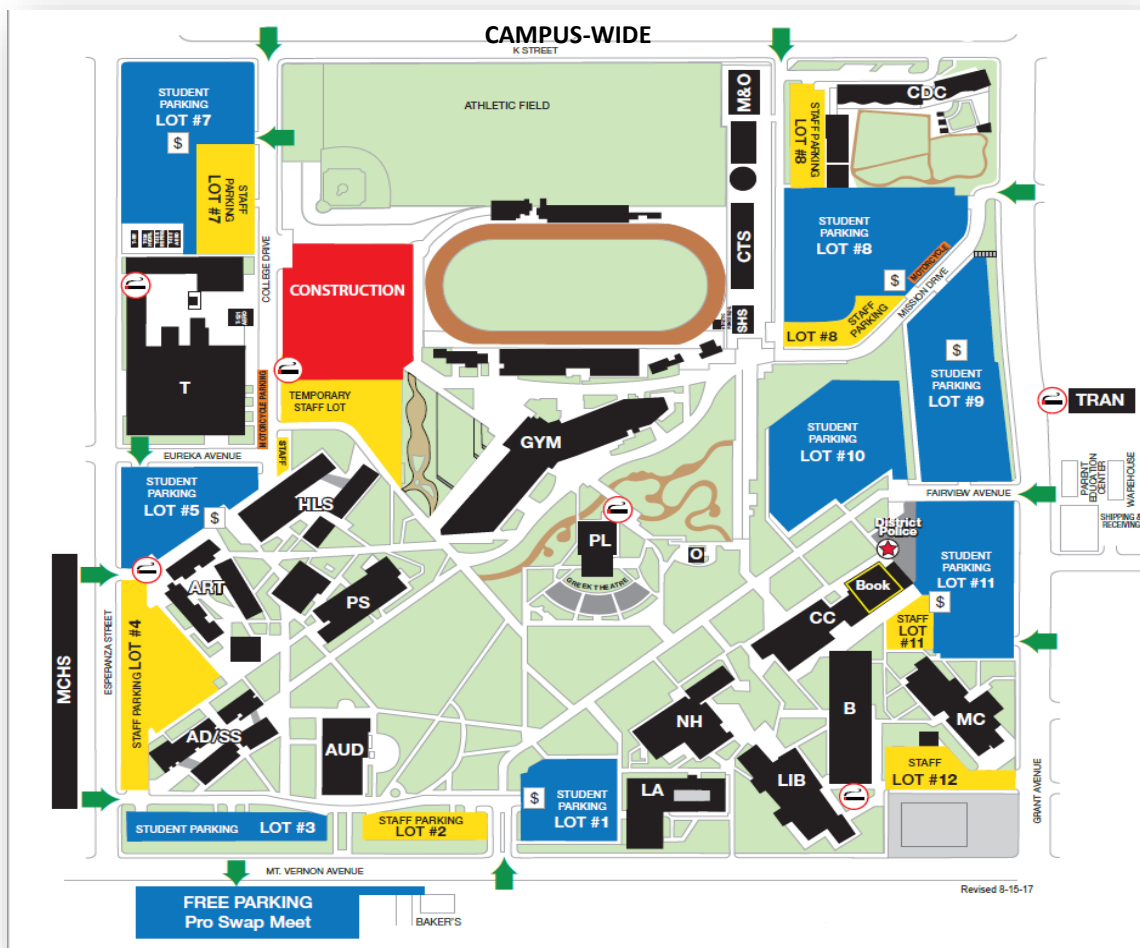 CAMPUS-WIDE
K STREET
STUDENT
PARKING
LOT #7
$
STAFF
PARKING
LOT #7
ATHLETIC FIELD
M&O
STAFF PARKING
LOT #8
CDC
COLLEGE DRIVE
CONSTRUCTION
CTS
SHS
STUDENT
PARKING
LOT #8
$
MOTORCYCLE
MISSION DRIVE
STAFF
PARKING
LOT #8
T
MOTORCYCLE PARKING
TEMPORARY
STAFF LOT
STAFF
GYM
$
STUDENT
PARKING
LOT #9
TRAN
STUDENT
PARKING
LOT #10
EUREKA AVENUE
STUDENT
PARKING
LOT #5
$
HLS
FAIRVIEW AVENUE
PARENT
EDUCTION
CENTER
WAREHOUSE
SHIPPING &
RECEIVING
District
Police
PL
GREEK THEATRE
O
STUDENT
PARKING
LOT #11
$
Book
CC
STAFF
LOT
#11
ART
PS
MCHS
ESPERANZA STREET
STAFF PARKING LOT #4
AD/SS
AUD
NH
B
MC
LIB
LA
STAFF
LOT #12
GRANT AVENUE
$
STUDENT
PARKING
LOT #1
STUDENT PARKING LOT #3
STAFF PARKING
LOT #2
MT. VERNON AVENUE
Revised 8-15-17
FREE PARKING
Pro Swap Meet
BAKER'S